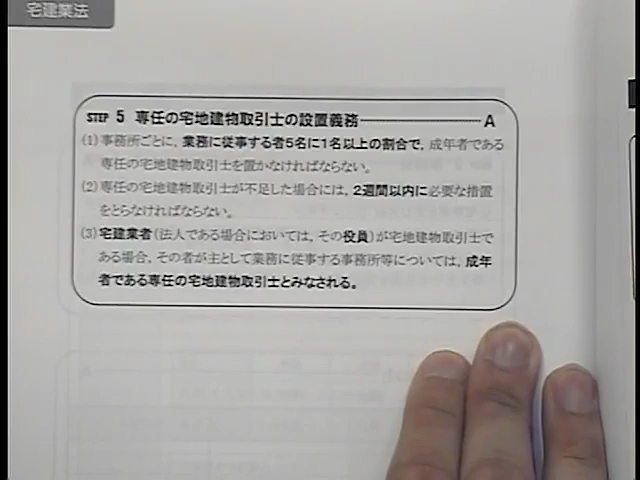 宅建業法
STEP 5 専任の宅地建物取引士の設置義務 A
(1)事務所ごとに，業務に従事する者5名に1名以上の割合で，成年者である
専任の宅地建物取引士を置かなければならない。
(2)専任の宅地建物取引士が不足した場合には，2週間以内に必要な措置
をとらなければならない。
(3)宅建業者(法人である場合においては，その役員)が宅地建物取引士で
ある場合，その者が主として業務に従事する事務所等については，成年
者である専任の宅地建物取引士とみなされる。